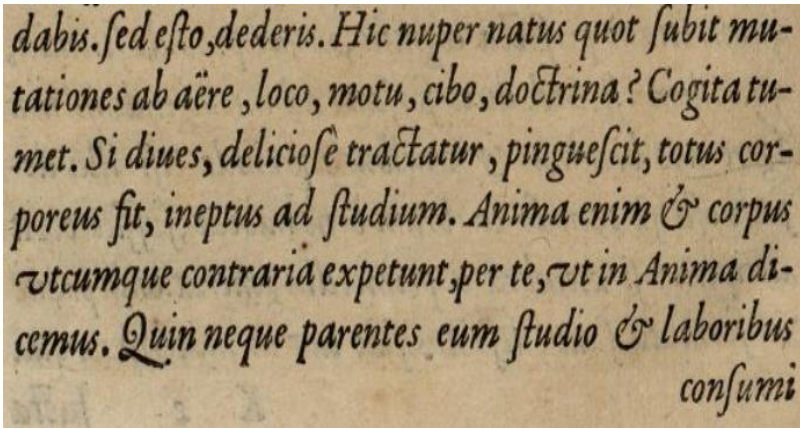 dabis. ſed eſto, dederis. Hic nuper natus quot ſubit mu-
tationes ab aëre, loco, motu, cibo, doctrina? Cogita tu-
met. Si diues, delicioſè tractatur, pingueſcit, totus cor-
poreus fit, ineptus ad ſtudium. Anima enim & corpus
vtcumque contraria expetunt, per te, vt in Anima di-
cemus. Quin neque parentes eum ſtudio & laboribus
conſumi